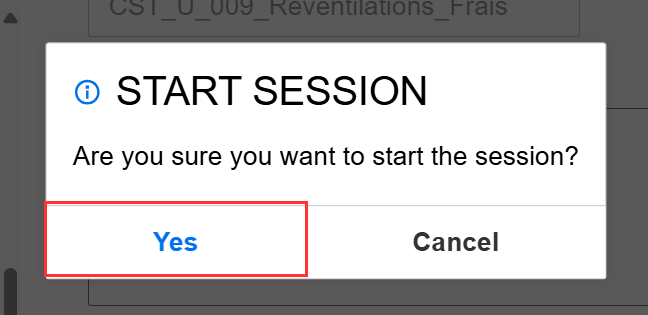 CST_U_009_Reventilations_Frais
START SESSION
Are you sure you want to start the session?
Yes
Cancel